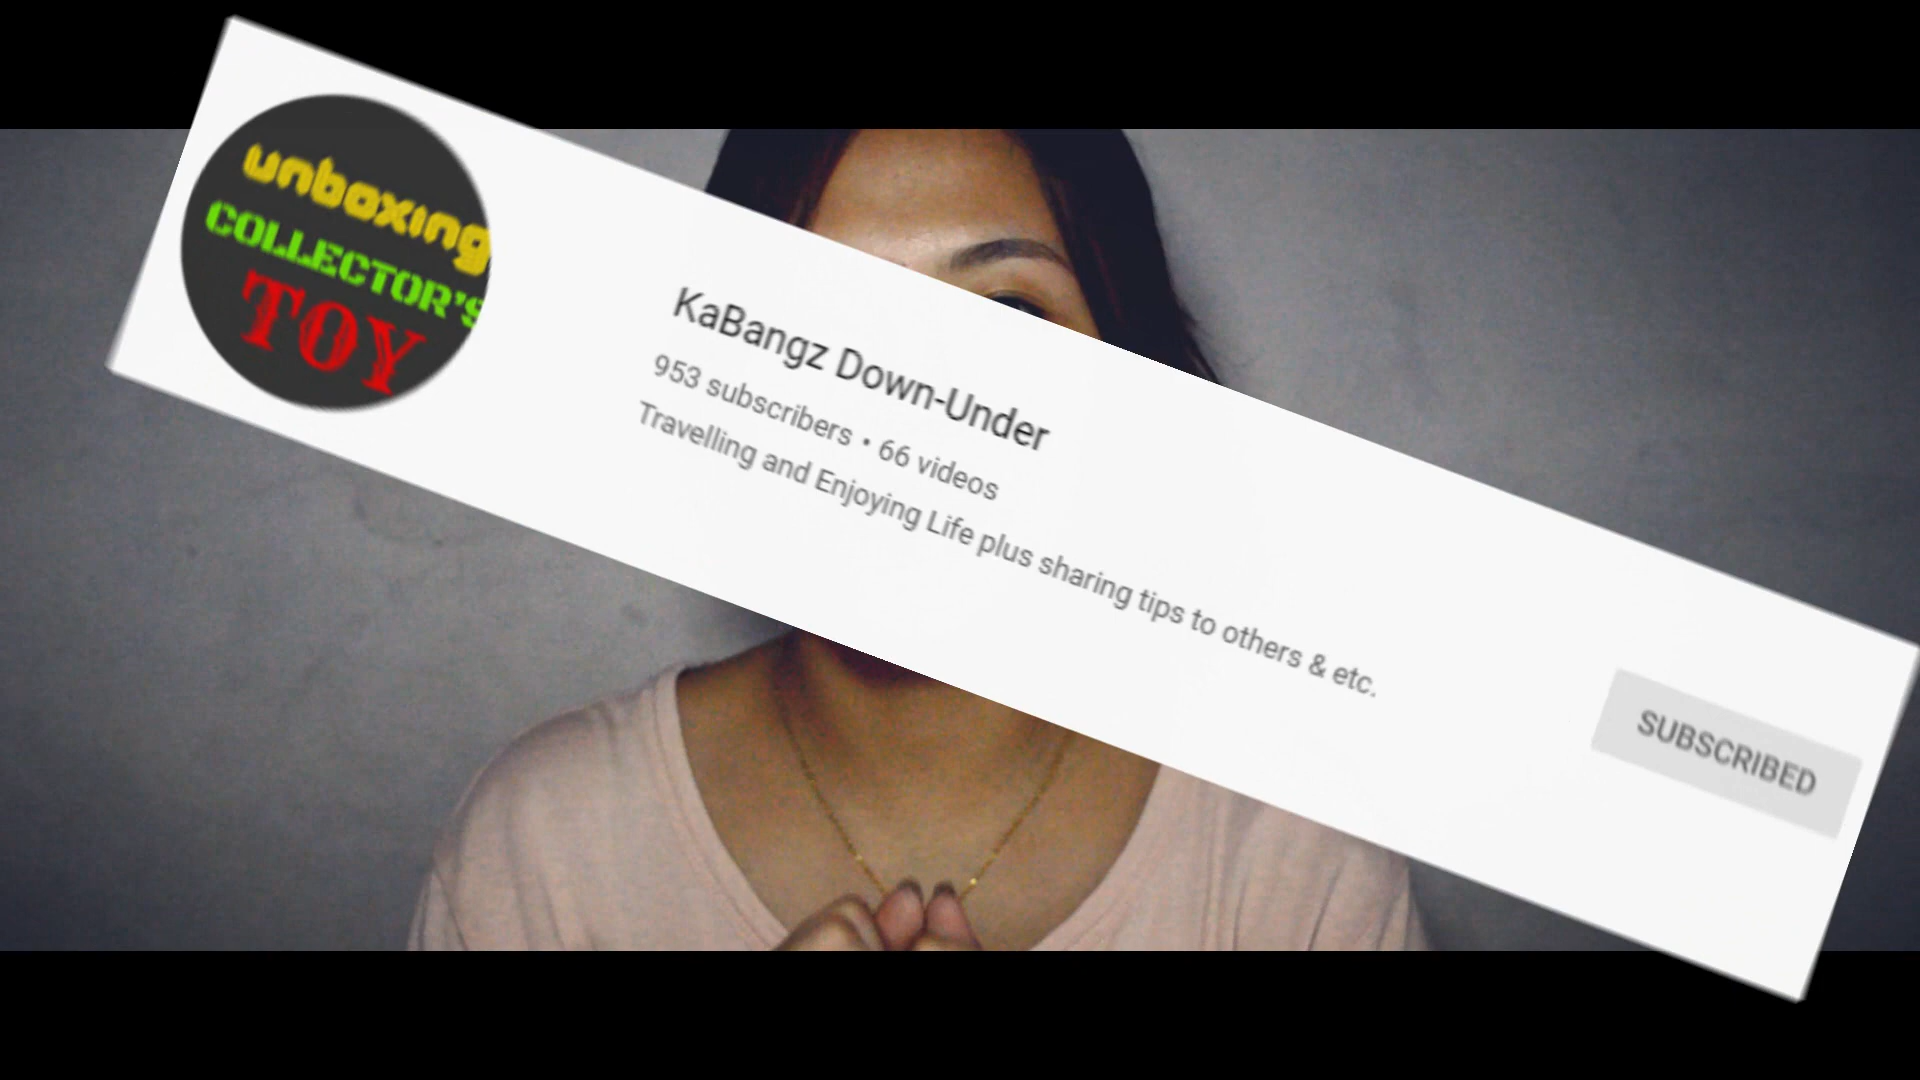 unboxing
COLLECTOR'S
TOY
KaBangz Down-Under
953 subscribers • 66 videos
Travelling and Enjoying Life plus sharing tips to others & etc.
SUBSCRIBED